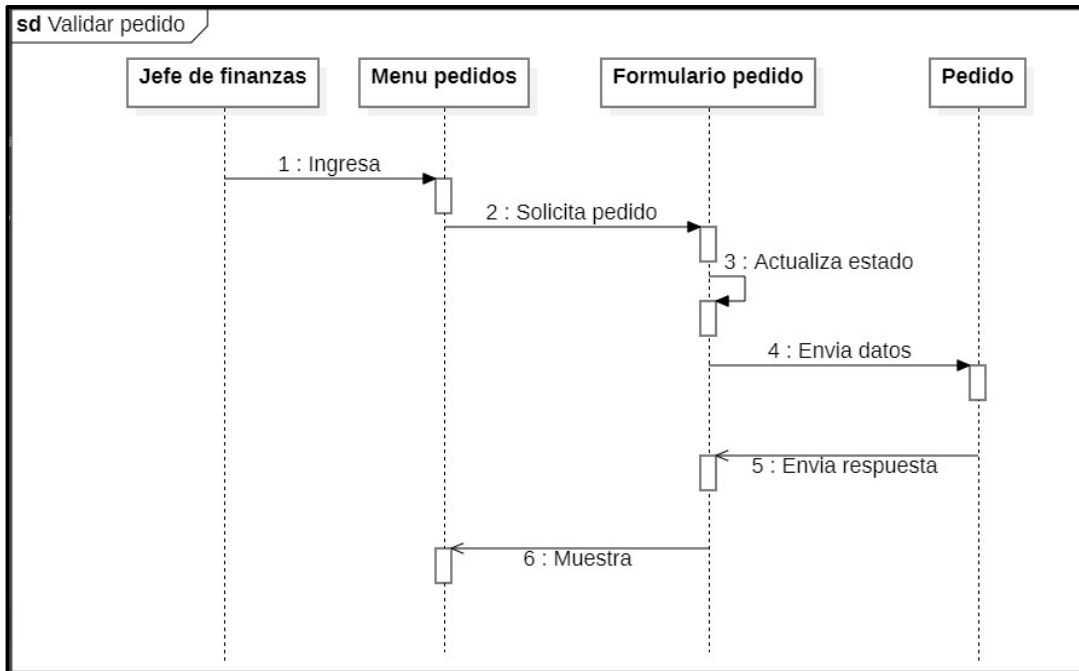 sd Validar pedido
Jefe de finanzas
Menu pedidos
Formulario pedido
Pedido
1 : Ingresa
2 : Solicita pedido
3 : Actualiza estado
4 : Envia datos
5 : Envia respuesta
6 : Muestra